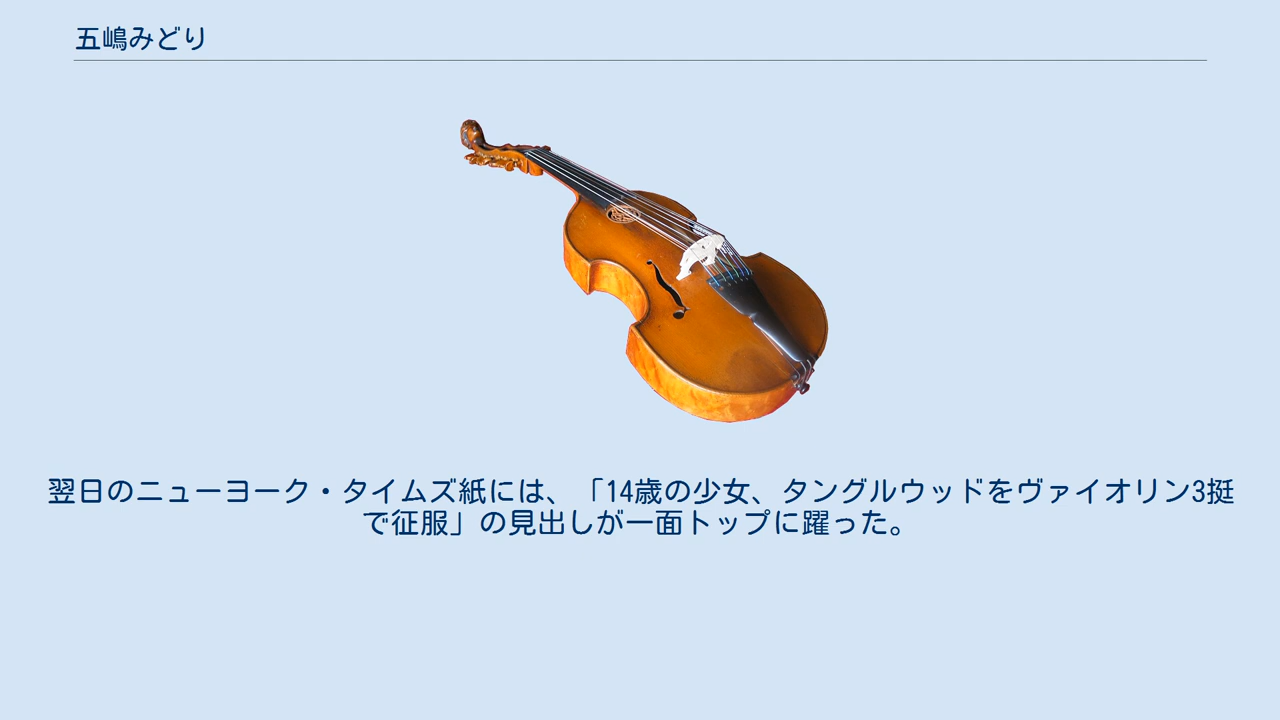 五嶋みどり
翌日のニューヨーク・タイムズ紙には、「14歳の少女、タングルウッドをヴァイオリン3挺
で征服」の見出しが一面トップに躍った。